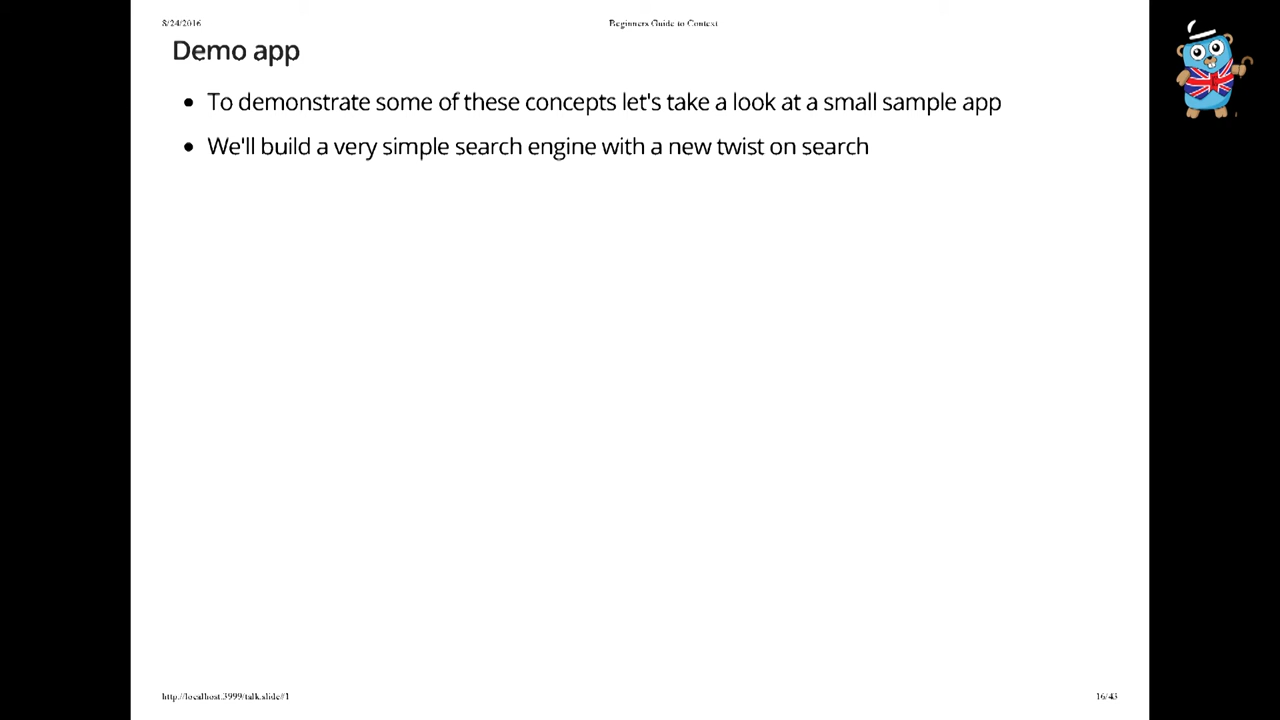 8/24/2016
Beginners Guide to Context
Demo app
• To demonstrate some of these concepts let's take a look at a small sample app
• We'll build a very simple search engine with a new twist on search
http://localhost:3999/talk.slide#1
16/43